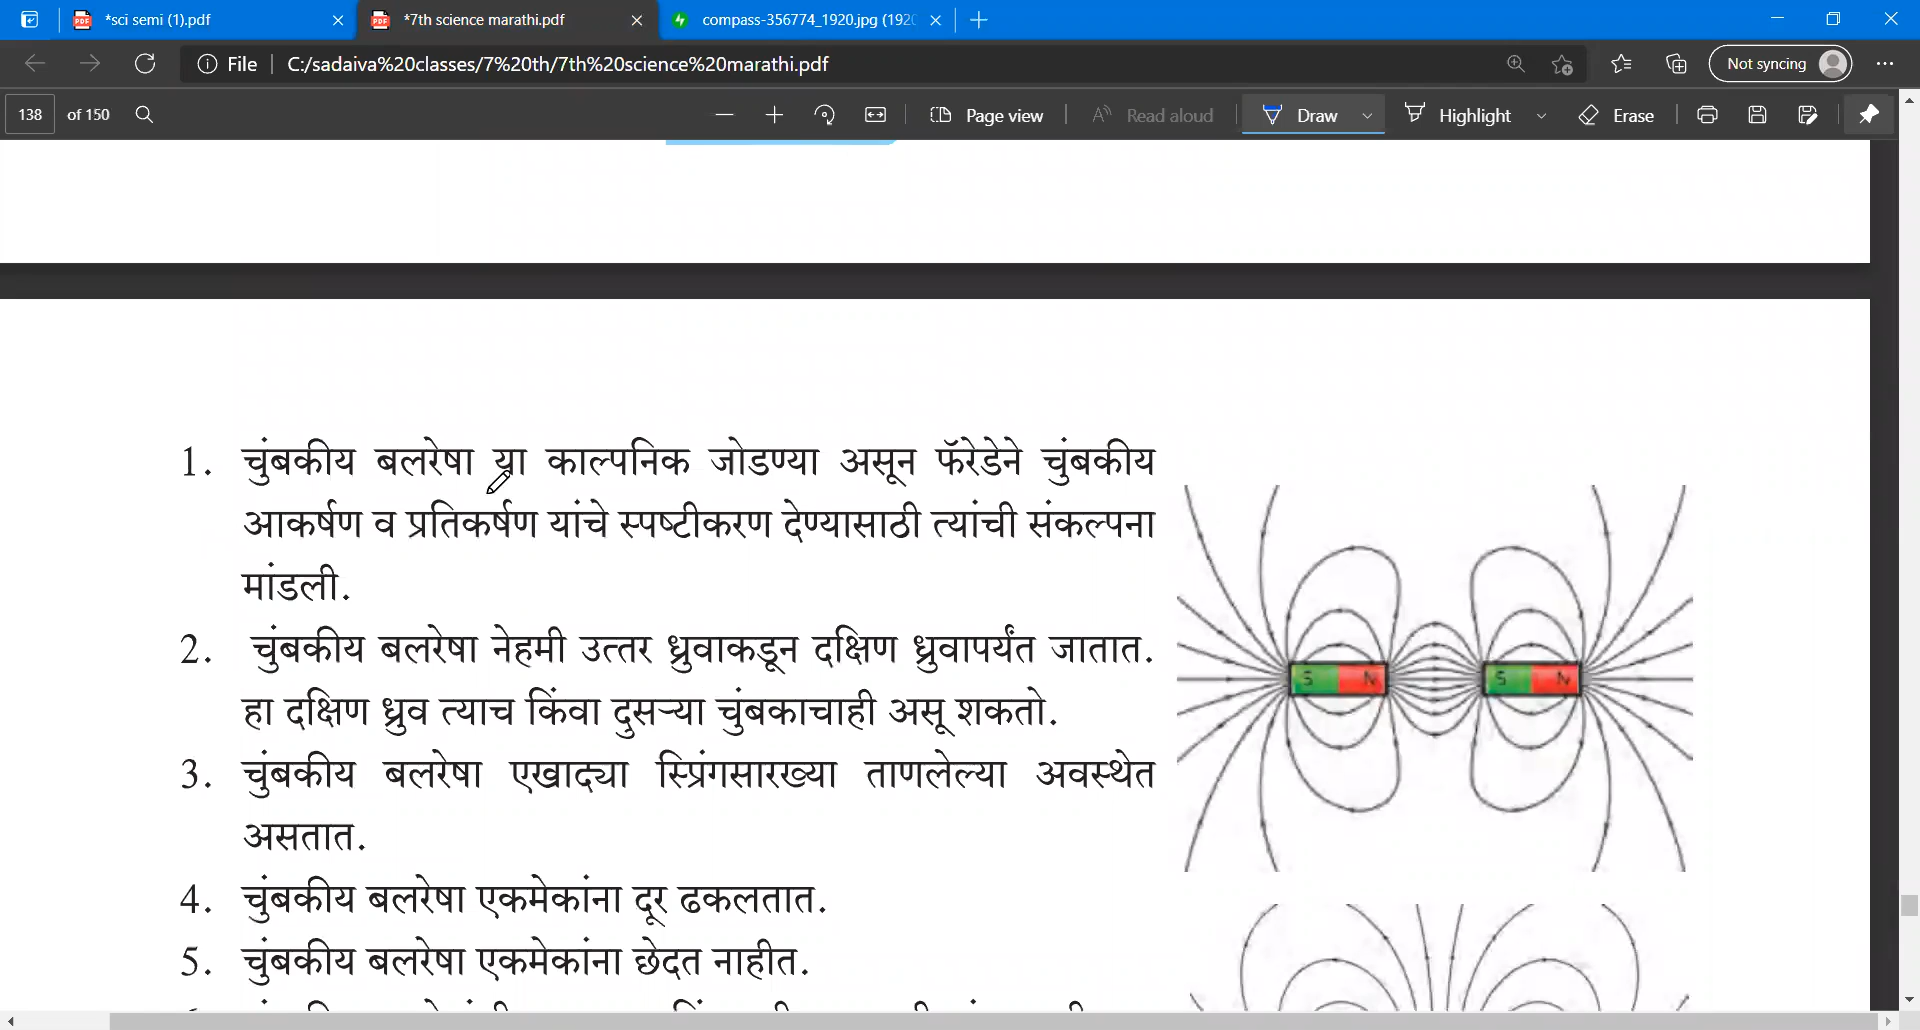 *sci semi (1).pdf
*7th science marathi.pdf
compass-356774_1920.jpg (1920
File
C:/sadaiva%20classes/7%20th/7th%20science%20marathi.pdf
Not syncing
138 of 150
Page view
Read aloud
Draw
Highlight
Erase
1. चुंबकीय बलरेषा या काल्पनिक जोडण्या असून फॅरेडेने चुंबकीय
आकर्षण व प्रतिकर्षण यांचे स्पष्टीकरण देण्यासाठी त्यांची संकल्पना
मांडली.
2. चुंबकीय बलरेषा नेहमी उत्तर ध्रुवाकडून दक्षिण ध्रुवापर्यंत जातात.
हा दक्षिण ध्रुव त्याच किंवा दुसऱ्या चुंबकाचाही असू शकतो.
3. चुंबकीय बलरेषा एखाद्या स्प्रिंगसारख्या ताणलेल्या अवस्थेत
असतात.
4. चुंबकीय बलरेषा एकमेकांना दूर ढकलतात.
5. चुंबकीय बलरेषा एकमेकांना छेदत नाहीत.
S N S N